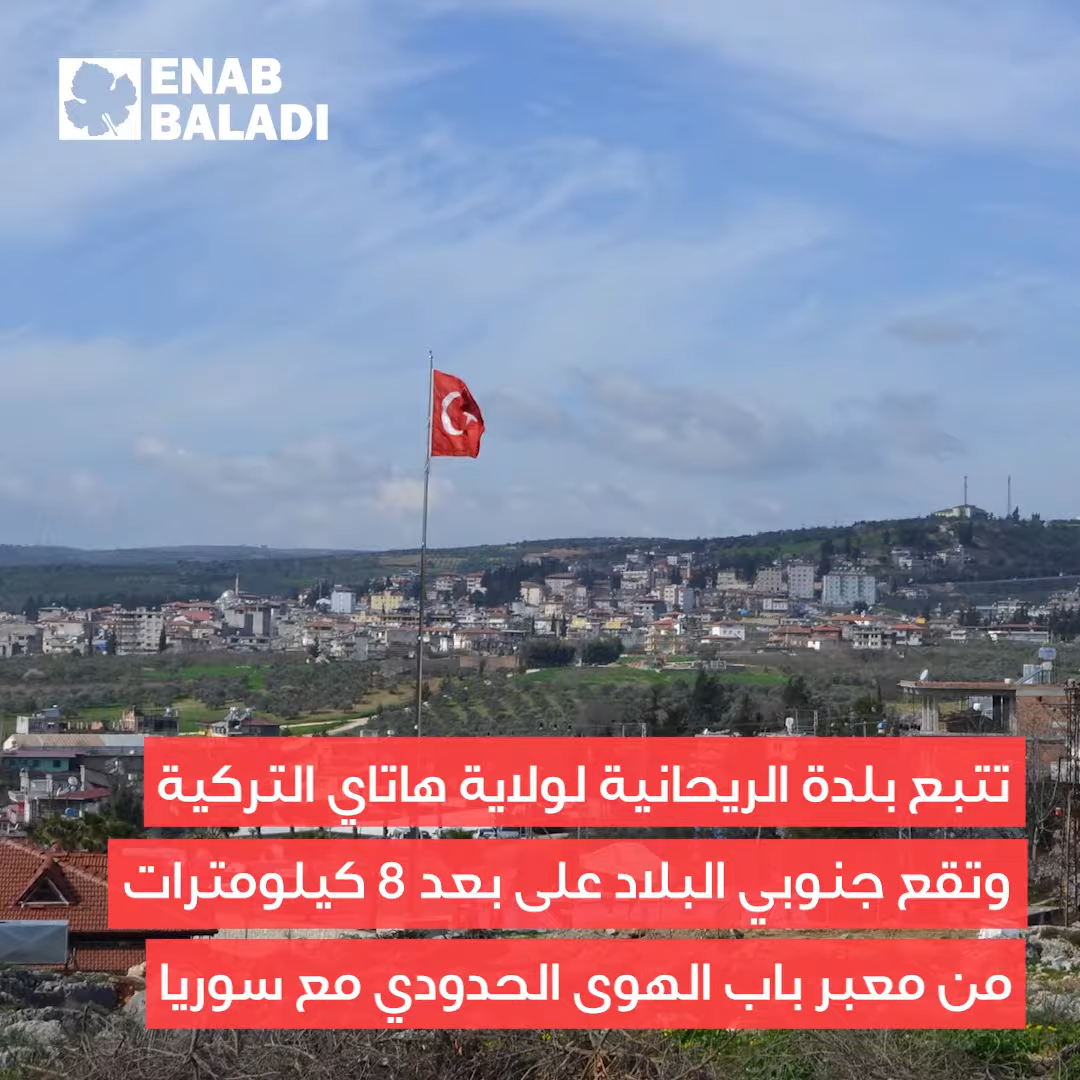 ENAB
BALADI
تتبع بلدة الريحانية لولاية هاتاي التركية
وتقع جنوبي البلاد على بعد 8 كيلومترات
من معبر باب الهوى الحدودي مع سوريا